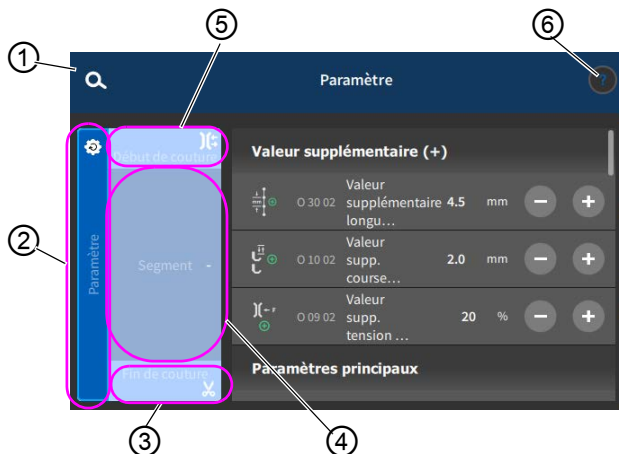 ⑤
⑥
①
Paramètre
?
Début de couture
Valeur supplémentaire (+)
O 30 02 Valeur supplémentaire longu… 4.5 mm − +
②
Paramètre
Segment -
O 10 02 Valeur supp. course… 2.0 mm − +
O 09 02 Valeur supp. tension … 20 % − +
Fin de couture
Paramètres principaux
③
④